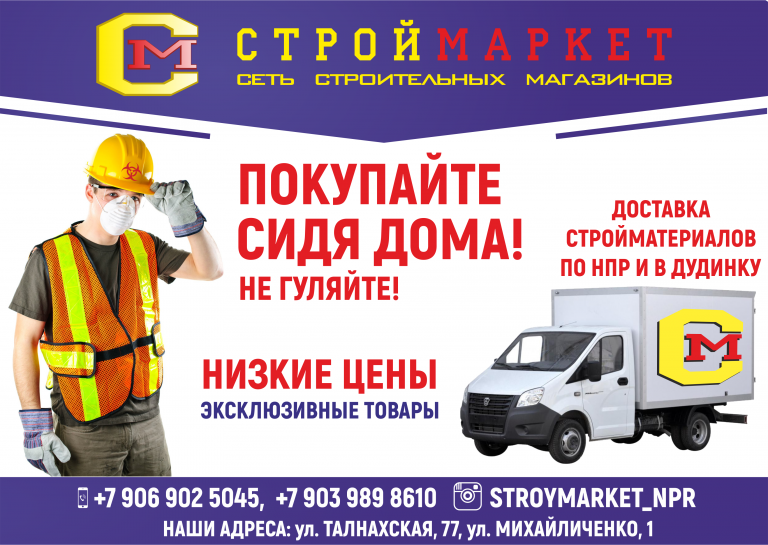 СМ СТРОЙМАРКЕТ
СЕТЬ СТРОИТЕЛЬНЫХ МАГАЗИНОВ
ПОКУПАЙТЕ
СИДЯ ДОМА!
НЕ ГУЛЯЙТЕ!
ДОСТАВКА
СТРОЙМАТЕРИАЛОВ
ПО НПР И В ДУДИНКУ
СМ
НИЗКИЕ ЦЕНЫ
ЭКСКЛЮЗИВНЫЕ ТОВАРЫ
+7 906 902 5045, +7 903 989 8610 STROYMARKET_NPR
НАШИ АДРЕСА: ул. ТАЛНАХСКАЯ, 77, ул. МИХАЙЛИЧЕНКО, 1